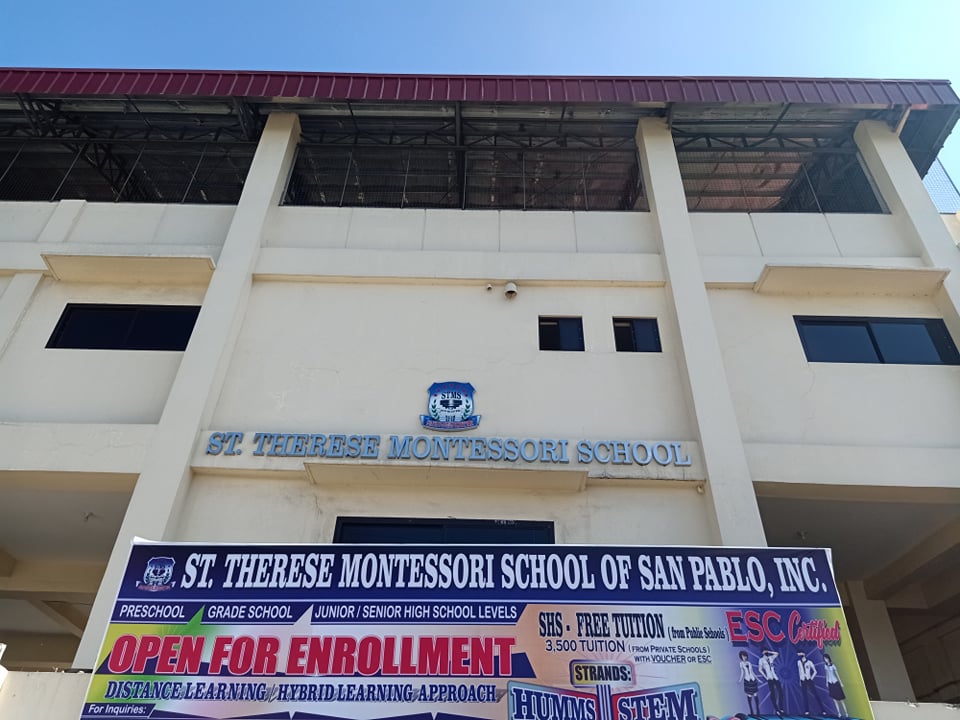 STMS
ST. THERESE MONTESSORI SCHOOL
ST. THERESE MONTESSORI SCHOOL OF SAN PABLO, INC.
PRESCHOOL GRADE SCHOOL JUNIOR / SENIOR HIGH SCHOOL LEVELS
OPEN FOR ENROLLMENT
DISTANCE LEARNING / HYBRID LEARNING APPROACH
For Inquiries:
SHS - FREE TUITION (from Public Schools)
3,500 TUITION (FROM PRIVATE SCHOOLS)
WITH VOUCHER or ESC
ESC Certified
STRANDS:
HUMMS STEM